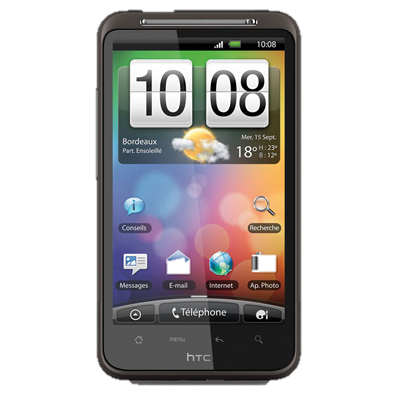 10:08
10 08
Bordeaux
Part. Ensoleillé
Mer, 15 Sept.
18° H : 23°
B : 12°
Conseils
Recherche
Messages E-mail Internet Ap. Photo
Téléphone
menu
htc